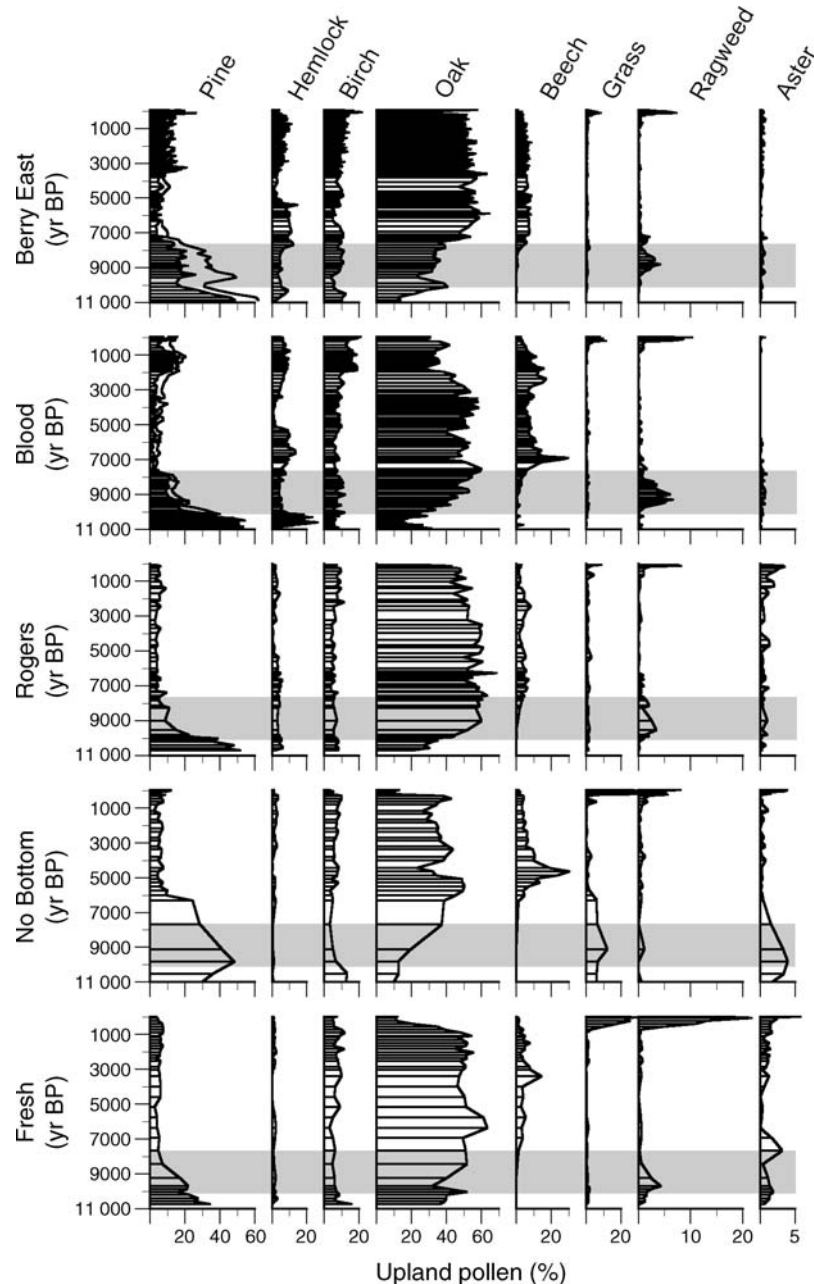 Pine Hemlock Birch Oak Beech Grass Ragweed Aster
Berry East
(yr BP)
1000
3000
5000
7000
9000
11 000
Blood
(yr BP)
1000
3000
5000
7000
9000
11 000
Rogers
(yr BP)
1000
3000
5000
7000
9000
11 000
No Bottom
(yr BP)
1000
3000
5000
7000
9000
11 000
Fresh
(yr BP)
1000
3000
5000
7000
9000
11 000
20 40 60 20 20 20 40 60 20 20 10 20 5
Upland pollen (%)